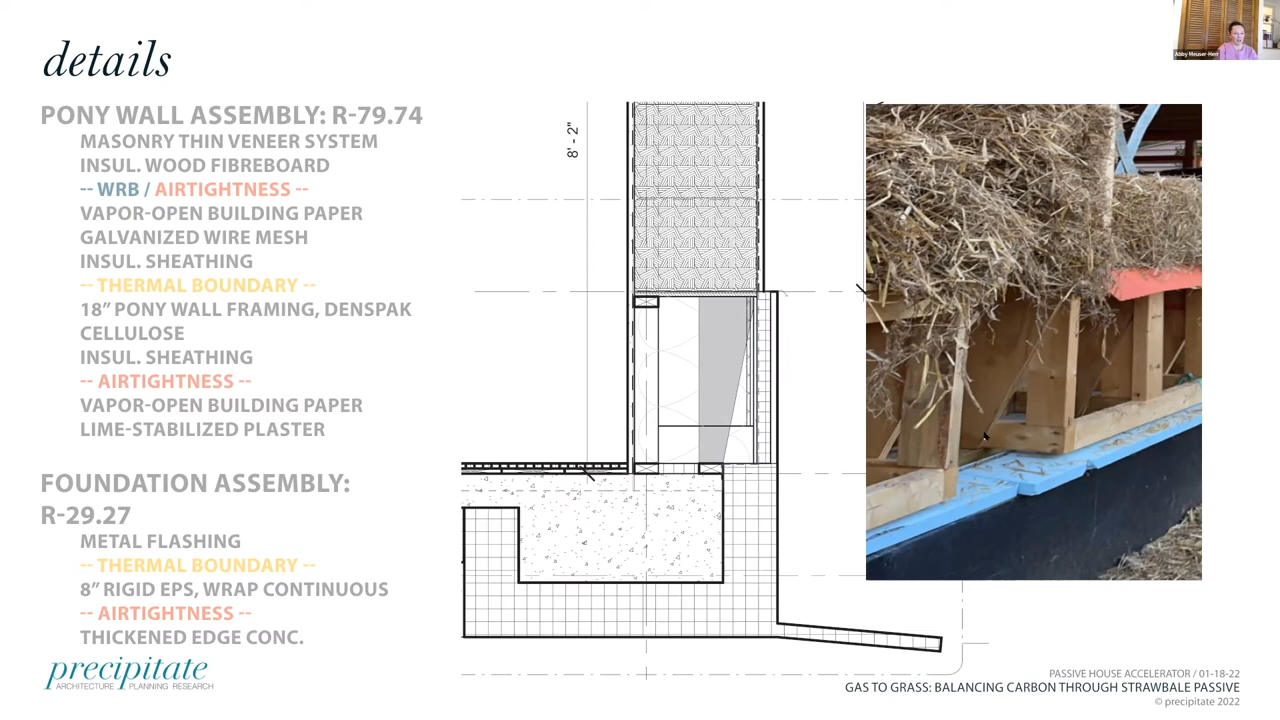 details
PONY WALL ASSEMBLY: R-79.74
MASONRY THIN VENEER SYSTEM
INSUL. WOOD FIBREBOARD
-- WRB / AIRTIGHTNESS --
VAPOR-OPEN BUILDING PAPER
GALVANIZED WIRE MESH
INSUL. SHEATHING
-- THERMAL BOUNDARY --
18” PONY WALL FRAMING, DENSPAK
CELLULOSE
INSUL. SHEATHING
-- AIRTIGHTNESS --
VAPOR-OPEN BUILDING PAPER
LIME-STABILIZED PLASTER
FOUNDATION ASSEMBLY:
R-29.27
METAL FLASHING
-- THERMAL BOUNDARY --
8” RIGID EPS, WRAP CONTINUOUS
-- AIRTIGHTNESS --
THICKENED EDGE CONC.
precipitate
ARCHITECTURE PLANNING RESEARCH
8' - 2"
Abby Meuser-Herr
PASSIVE HOUSE ACCELERATOR / 01-18-22
GAS TO GRASS: BALANCING CARBON THROUGH STRAWBALE PASSIVE
© precipitate 2022